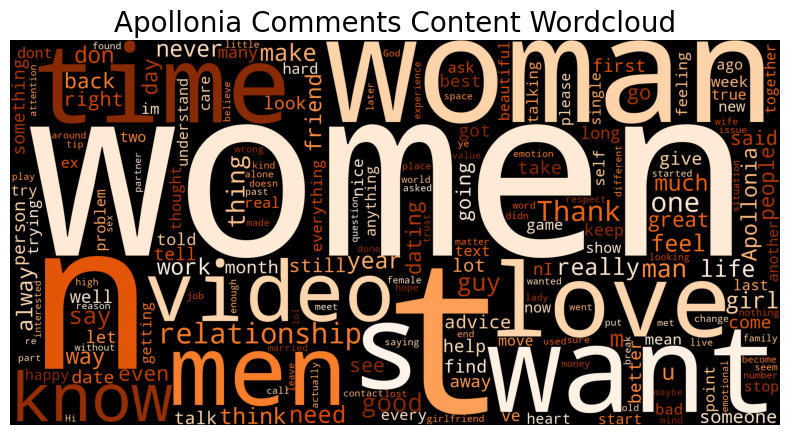 Apollonia Comments Content Wordcloud
something
dont
don
found
never
many
little
make
God
ago
attention
time
woman
back
right
day
im
hard
look
care
believe
understand
friend
ask
best
later
space
experience
beautiful
talking
please
single
first
go
feeling
week
true
new
together
women
around
tip
two
ex
play
try
person
trying
problem
sex
partner
thought
told
tell
wrong
kind
alone
doesn
past
real
made
thing
everything
nice
question
anything
place
world
asked
trust
done
dating
got
ye
value
going
emotion
word
didn
game
matter
text
lot
Thank
take
long
self
respect
keep
show
different
started
looking
wife
issue
said
give
much
one
great
feel
people
Apollonia
another
situation
n
video
s
t
love
want
men
know
alway
interested
re
part
high
well
reason
say
let
without
way
happy
date
even
Hi
getting
work
month
still
year
job
enough
female
meet
hope
guy
relationship
lol
married
call
leave
actually
talk
think
need
saying
see
contact
lost
good
every
girlfriend
advice
end
help
find
move
away
ve
heart
nI
really
man
life
lady
wanted
now
went
used
sure
money
break
put
m
met
mean
change
live
girl
last
come
nothing
family
become
seem
number
better
u
maybe
old
start
bad
mind
point
emotional
stop
someone